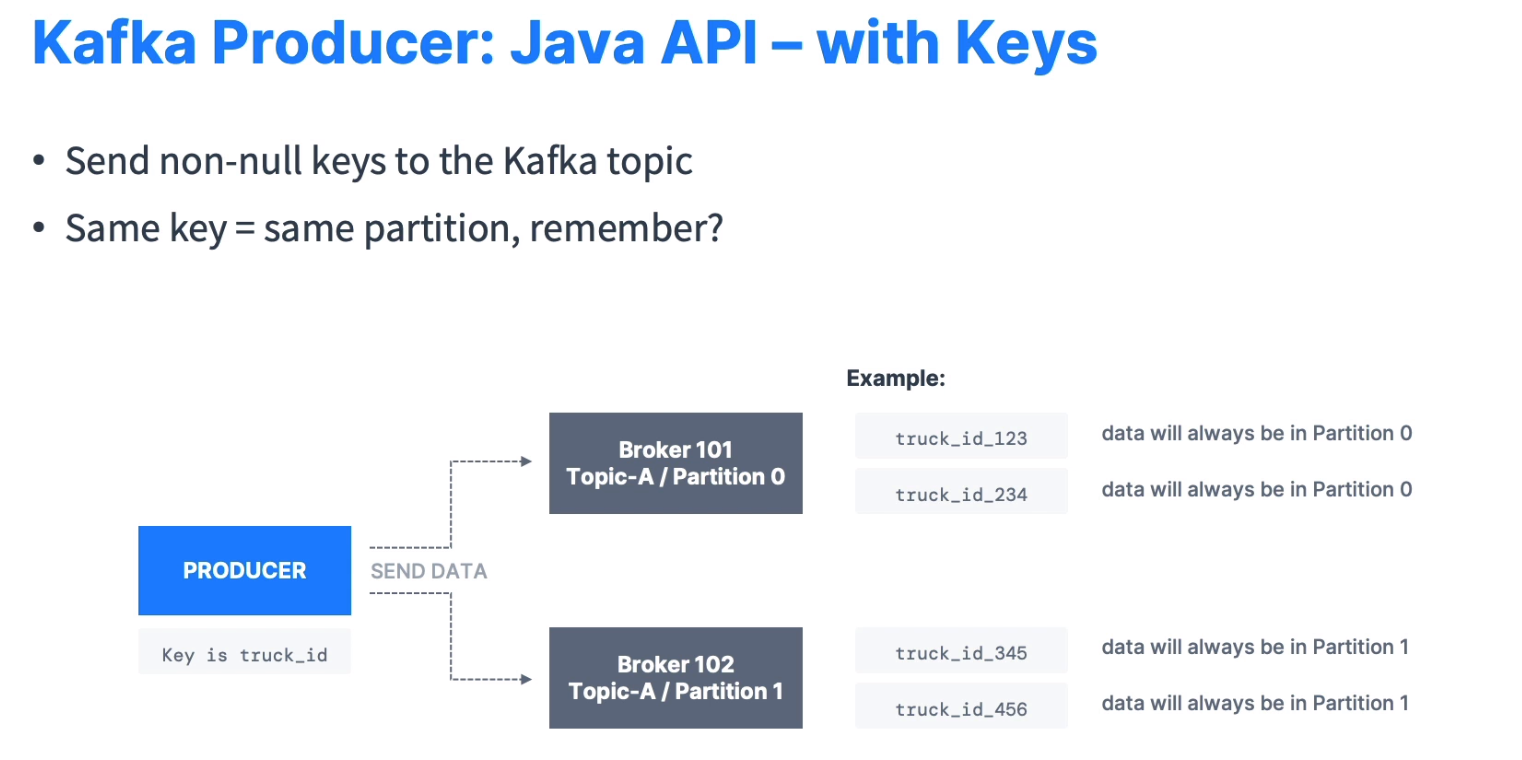 Kafka Producer: Java API – with Keys
• Send non-null keys to the Kafka topic
• Same key = same partition, remember?
Example:
Broker 101
Topic-A / Partition 0
truck_id_123
data will always be in Partition 0
truck_id_234
data will always be in Partition 0
PRODUCER
SEND DATA
Key is truck_id
Broker 102
Topic-A / Partition 1
truck_id_345
data will always be in Partition 1
truck_id_456
data will always be in Partition 1